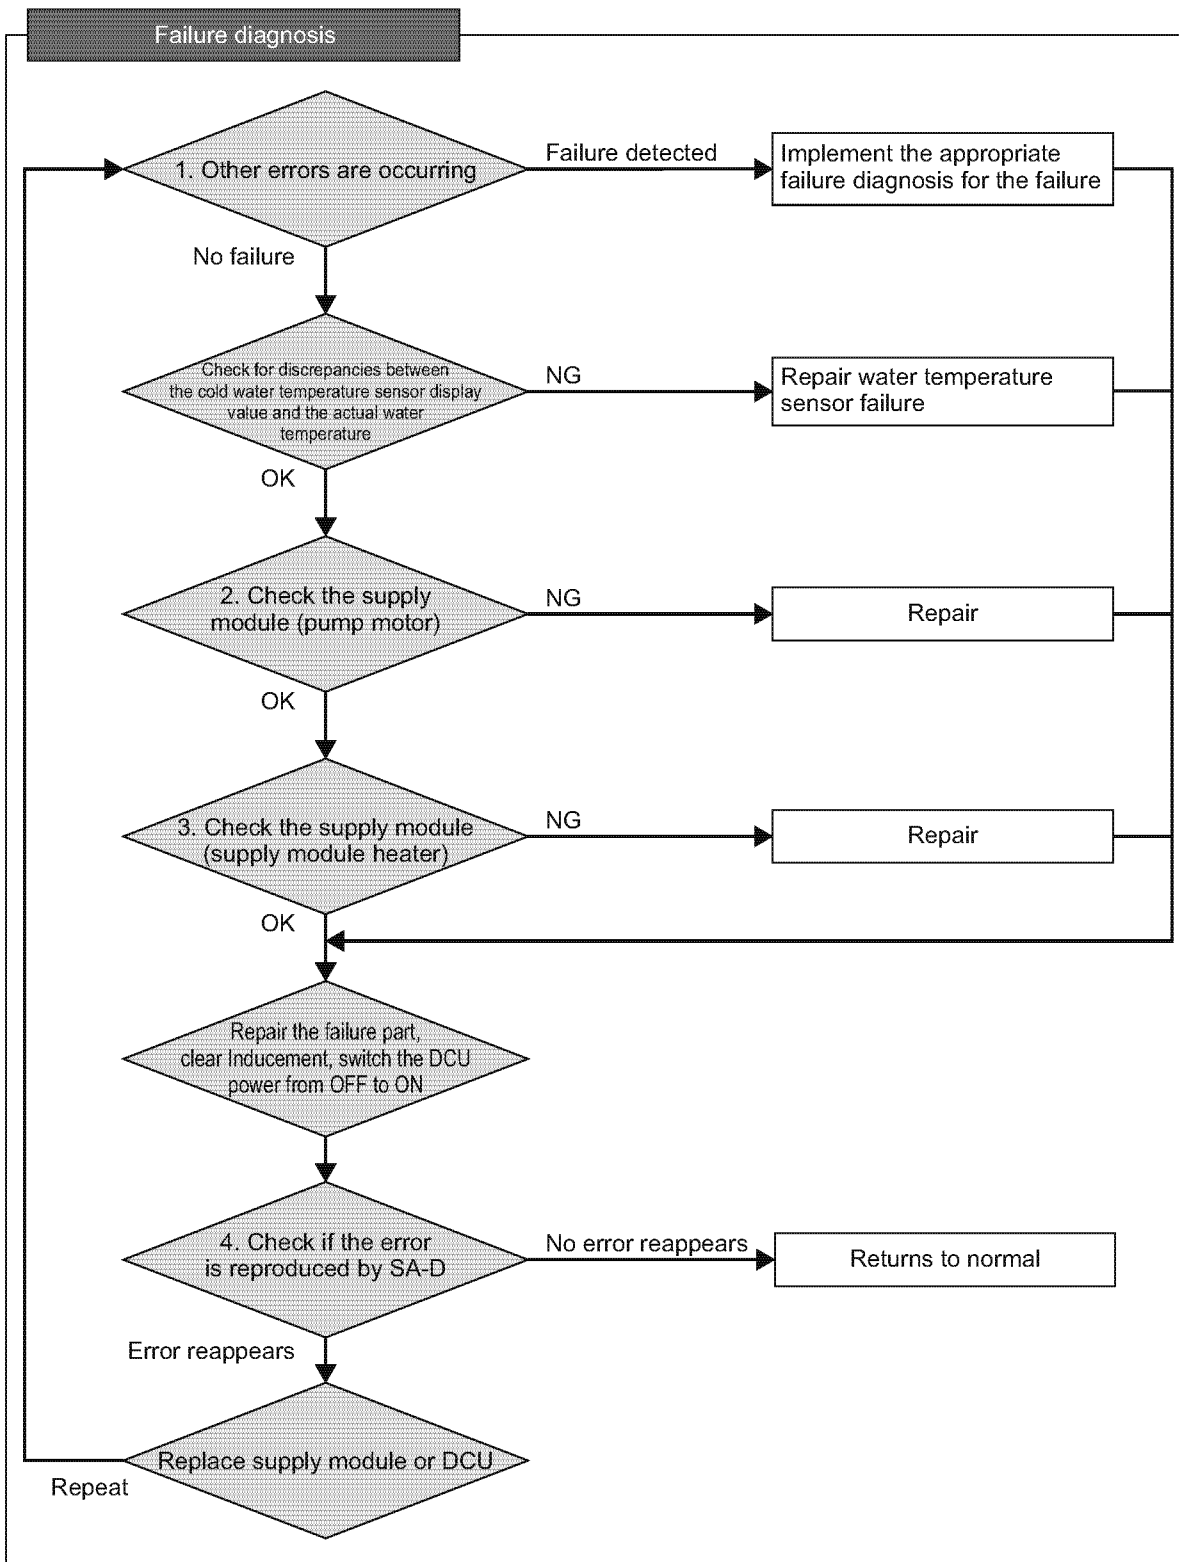 Failure diagnosis
1. Other errors are occurring
Failure detected
Implement the appropriate
failure diagnosis for the failure
No failure
Check for discrepancies between
the cold water temperature sensor display
value and the actual water
temperature
NG
Repair water temperature
sensor failure
OK
2. Check the supply
module (pump motor)
NG
Repair
OK
3. Check the supply module
(supply module heater)
NG
Repair
OK
Repair the failure part,
clear Inducement, switch the DCU
power from OFF to ON
4. Check if the error
is reproduced by SA-D
No error reappears
Returns to normal
Error reappears
Replace supply module or DCU
Repeat